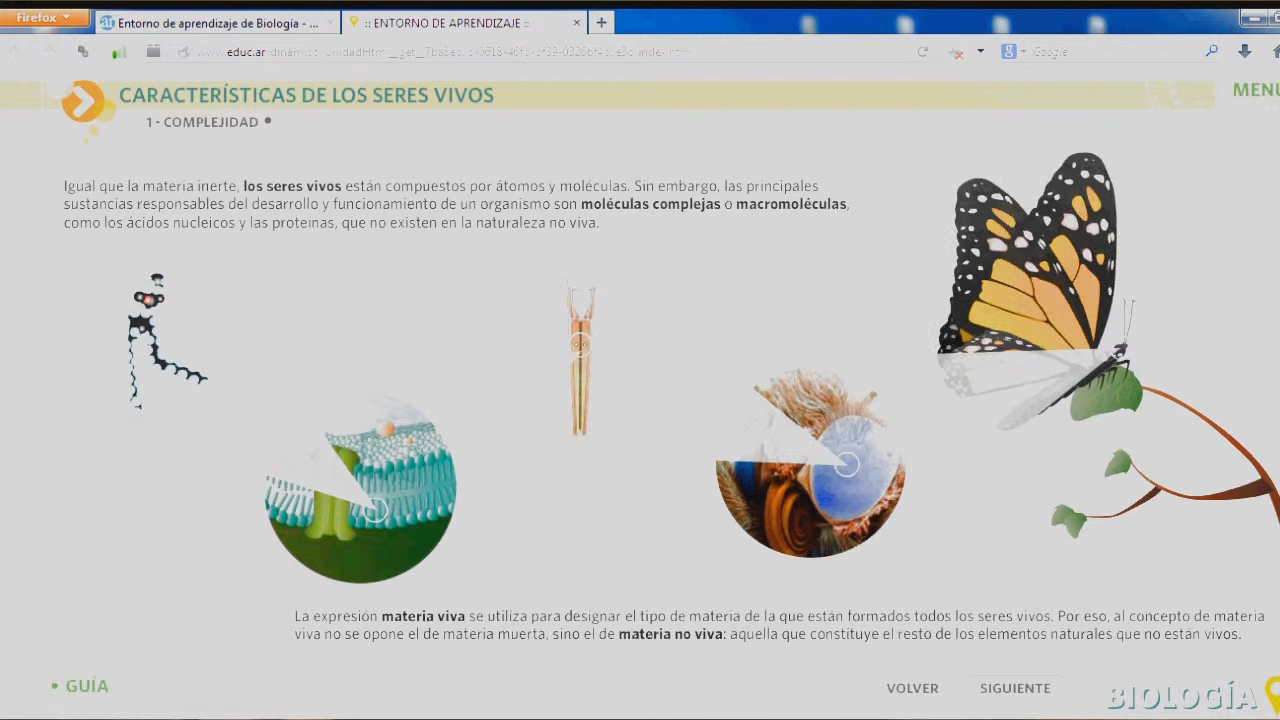 Firefox
Entorno de aprendizaje de Biología - ...
:: ENTORNO DE APRENDIZAJE ::
educ.ar
Google
CARACTERÍSTICAS DE LOS SERES VIVOS
MENU
1 - COMPLEJIDAD
Igual que la materia inerte, los seres vivos están compuestos por átomos y moléculas. Sin embargo, las principales
sustancias responsables del desarrollo y funcionamiento de un organismo son moléculas complejas o macromoléculas,
como los ácidos nucleicos y las proteínas, que no existen en la naturaleza no viva.
La expresión materia viva se utiliza para designar el tipo de materia de la que están formados todos los seres vivos. Por eso, al concepto de materia
viva no se opone el de materia muerta, sino el de materia no viva: aquella que constituye el resto de los elementos naturales que no están vivos.
• GUÍA
VOLVER
SIGUIENTE
BIOLOGÍA